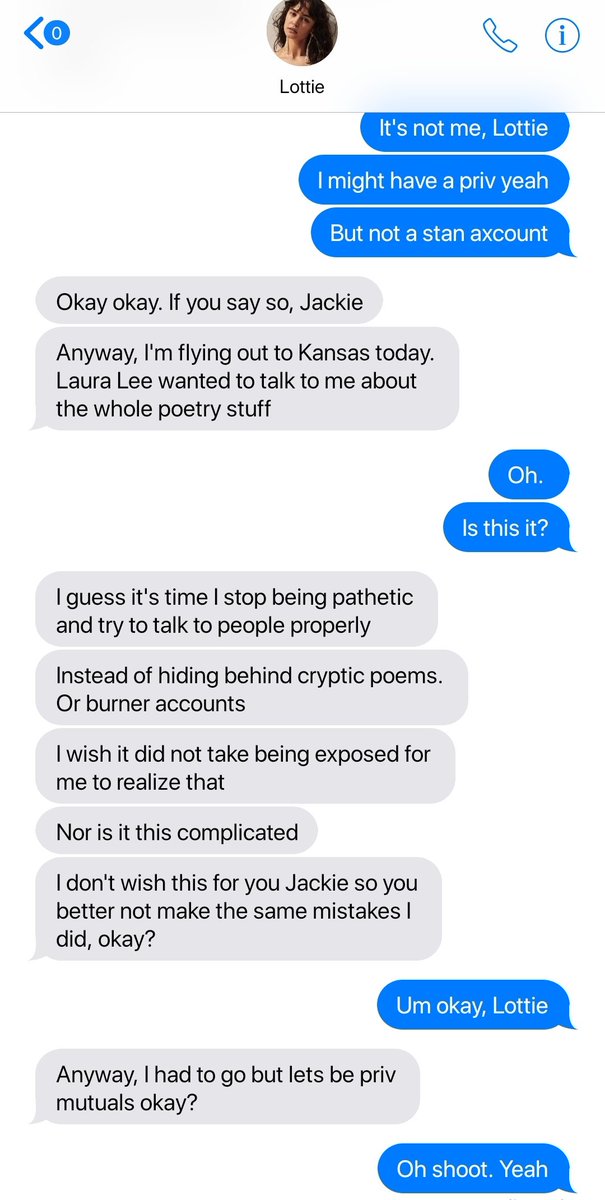 0
Lottie
It's not me, Lottie
I might have a priv yeah
But not a stan axcount
Okay okay. If you say so, Jackie
Anyway, I'm flying out to Kansas today.
Laura Lee wanted to talk to me about
the whole poetry stuff
Oh.
Is this it?
I guess it's time I stop being pathetic
and try to talk to people properly
Instead of hiding behind cryptic poems.
Or burner accounts
I wish it did not take being exposed for
me to realize that
Nor is it this complicated
I don't wish this for you Jackie so you
better not make the same mistakes I
did, okay?
Um okay, Lottie
Anyway, I had to go but lets be priv
mutuals okay?
Oh shoot. Yeah